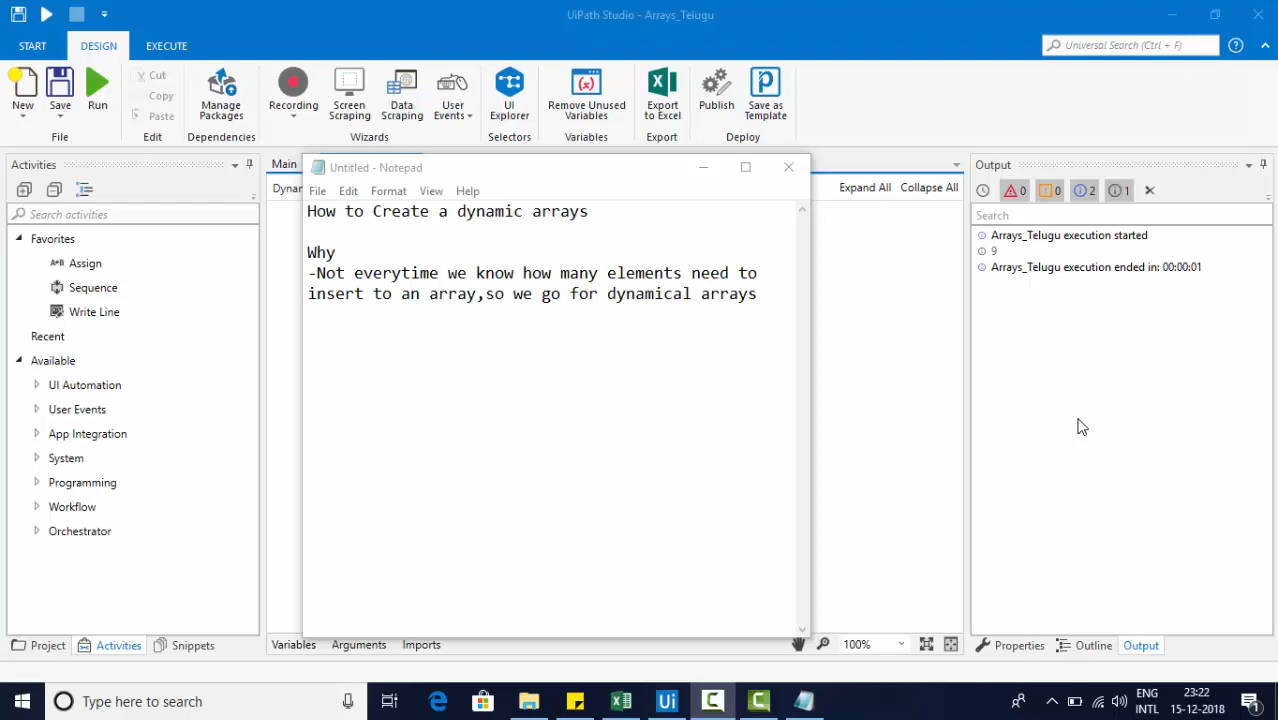 UiPath Studio - Arrays_Telugu
START DESIGN EXECUTE
Universal Search (Ctrl + F)
New
Save
Run
File
Cut
Copy
Paste
Edit
Manage
Packages
Dependencies
Recording
Screen
Scraping
Data
Scraping
User
Events
Wizards
UI
Explorer
Selectors
Remove Unused
Variables
Variables
Export
to Excel
Export
Publish
Save as
Template
Deploy
Activities
Search activities
Favorites
A*B Assign
Sequence
Write Line
Recent
Available
UI Automation
User Events
App Integration
System
Programming
Workflow
Orchestrator
Project Activities Snippets
Main
Expand All Collapse All
Untitled - Notepad
File Edit Format View Help
How to Create a dynamic arrays
Why
-Not everytime we know how many elements need to
insert to an array,so we go for dynamical arrays
Variables Arguments Imports
100%
Output
0 0 2 1
Search
Arrays_Telugu execution started
9
Arrays_Telugu execution ended in: 00:00:01
Properties Outline Output
Type here to search
Ui
ENG
INTL
23:22
15-12-2018
1